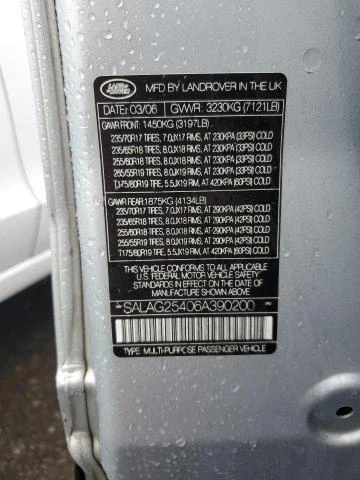 LAND ROVER
MFD BY LANDROVER IN THE UK
DATE: 03/06 GVWR: 3230KG (7121LB)
GAWR FRONT: 1450KG (3197LB)
235/70R17 TIRES, 7.0JX17 RIMS, AT 230KPA (33PSI) COLD
235/65R18 TIRES, 8.0JX18 RIMS, AT 230KPA (33PSI) COLD
255/60R18 TIRES, 8.0JX18 RIMS, AT 230KPA (33PSI) COLD
255/55R19 TIRES, 8.0JX19 RIMS, AT 230KPA (33PSI) COLD
T175/80R19 TIRE, 5.5JX19 RIM, AT 420KPA (60PSI) COLD
GAWR REAR: 1875KG (4134LB)
235/70R17 TIRES, 7.0JX17 RIMS, AT 290KPA (42PSI) COLD
235/65R18 TIRES, 8.0JX18 RIMS, AT 290KPA (42PSI) COLD
255/60R18 TIRES, 8.0JX18 RIMS, AT 290KPA (42PSI) COLD
255/55R19 TIRES, 8.0JX19 RIMS, AT 290KPA (42PSI) COLD
T175/80R19 TIRE, 5.5JX19 RIM, AT 420KPA (60PSI) COLD
THIS VEHICLE CONFORMS TO ALL APPLICABLE
U.S. FEDERAL MOTOR VEHICLE SAFETY
STANDARDS IN EFFECT ON THE DATE OF
MANUFACTURE SHOWN ABOVE.
*SALAG25406A390200*
TYPE: MULTI-PURPOSE PASSENGER VEHICLE